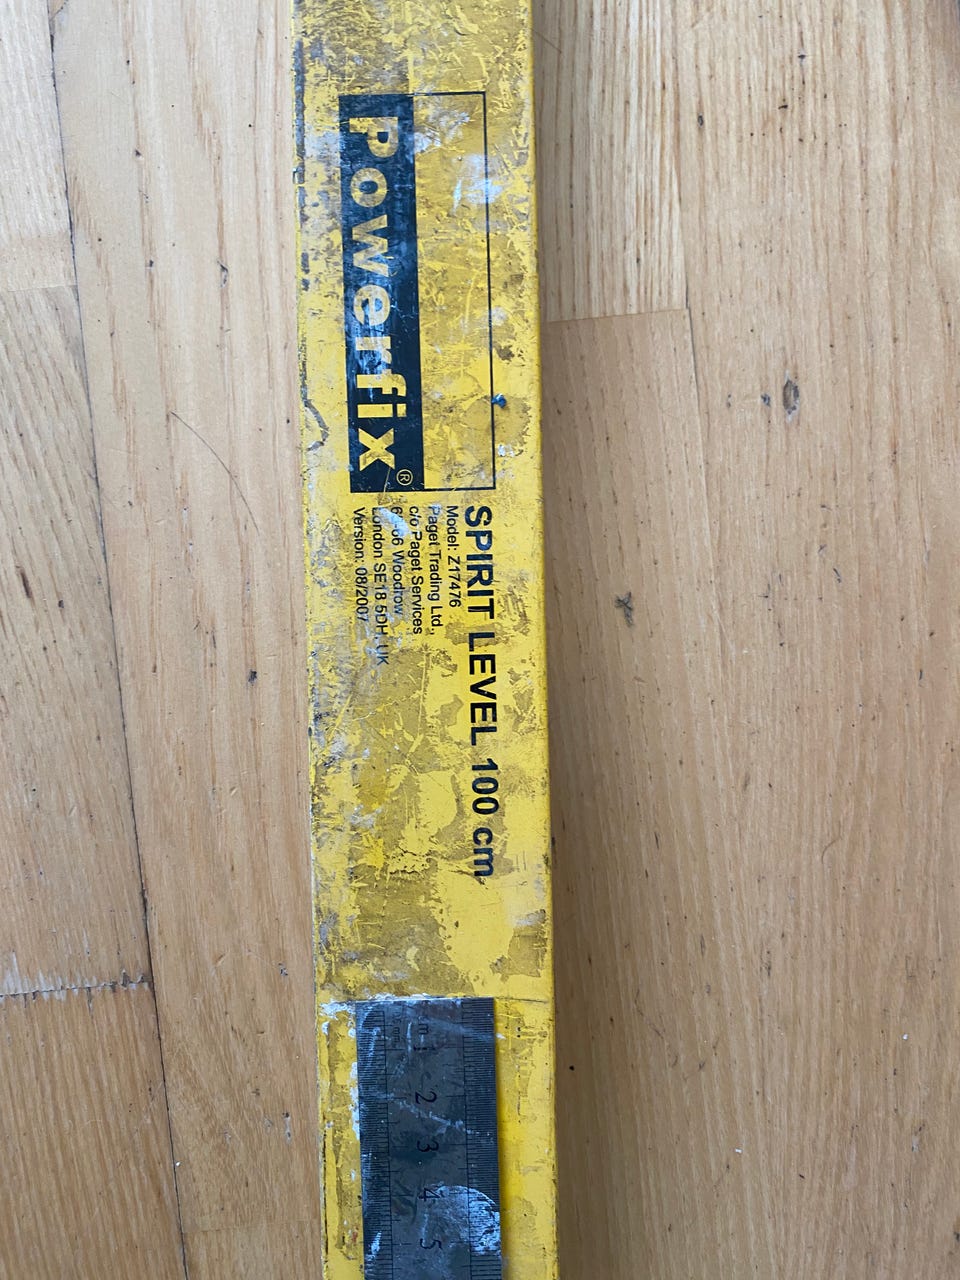 Powerfix®
SPIRIT LEVEL 100 cm
Model: Z17476
Paget Trading Ltd.,
c/o Paget Services
Woodrow
London SE18 5DH, UK
Version: 08/2007
1 2 3 4 5